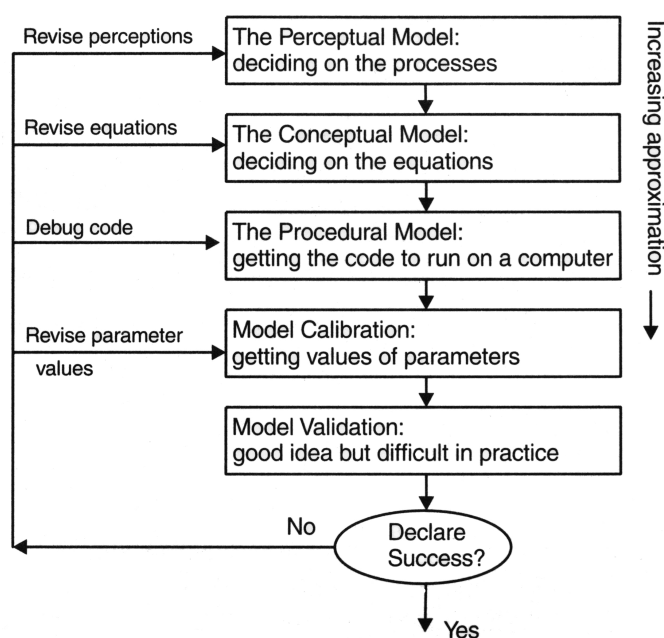 Revise perceptions
The Perceptual Model:
deciding on the processes
Revise equations
The Conceptual Model:
deciding on the equations
Debug code
The Procedural Model:
getting the code to run on a computer
Revise parameter
values
Model Calibration:
getting values of parameters
Model Validation:
good idea but difficult in practice
No
Declare
Success?
Yes
Increasing approximation